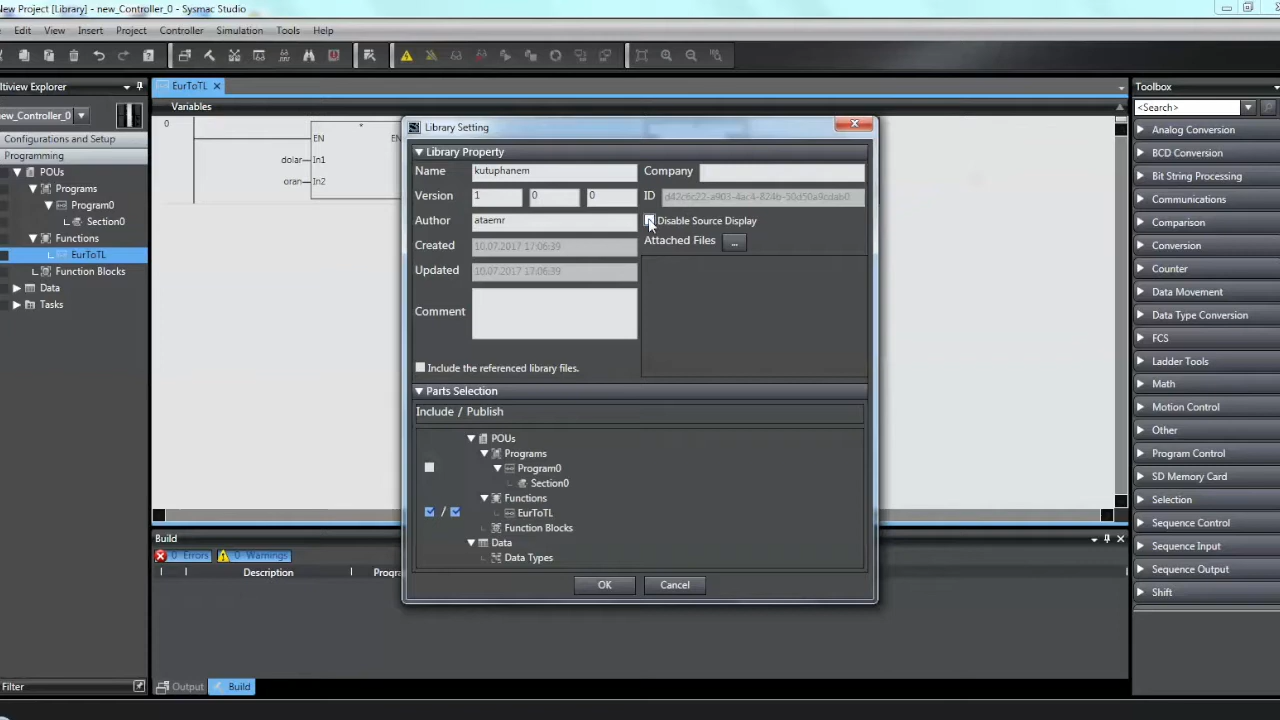 New Project [Library] - new_Controller_0 - Sysmac Studio
Edit View Insert Project Controller Simulation Tools Help
Multiview Explorer
new_Controller_0
Configurations and Setup
Programming
POUs
Programs
Program0
Section0
Functions
EurToTL
Function Blocks
Data
Tasks
Filter
EurToTL
Variables
0
*
EN
EN
dolar
In1
oran
In2
Library Setting
Library Property
Name kutuphanem Company
Version 1 0 0 ID d42c6c22-a903-4ac4-824b-50d50a9cdab0
Author ataemr Disable Source Display
Created 10.07.2017 17:06:39 Attached Files ...
Updated 10.07.2017 17:06:39
Comment
Include the referenced library files.
Parts Selection
Include / Publish
POUs
Programs
Program0
Section0
Functions
/ EurToTL
Function Blocks
Data
Data Types
OK Cancel
Build
0 Errors 0 Warnings
Description Progra
Output Build
Toolbox
<Search>
Analog Conversion
BCD Conversion
Bit String Processing
Communications
Comparison
Conversion
Counter
Data Movement
Data Type Conversion
FCS
Ladder Tools
Math
Motion Control
Other
Program Control
SD Memory Card
Selection
Sequence Control
Sequence Input
Sequence Output
Shift